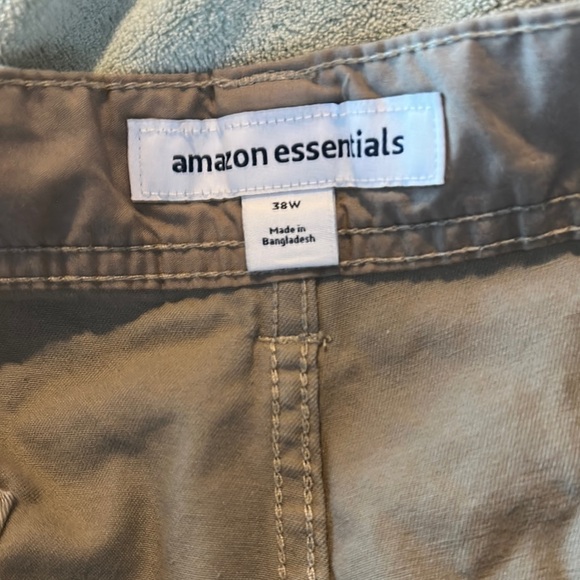 amazon essentials
38W
Made in
Bangladesh